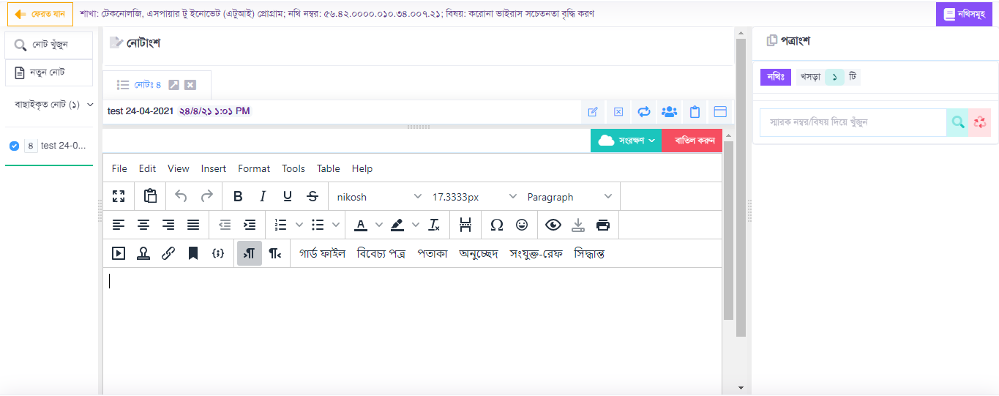 ফেরত যান
শাখা: টেকনোলজি, এসপায়ার টু ইনোভেট (এটুআই) প্রোগ্রাম; নথি নম্বর: ৫৬.৪২.০০০০.০১০.৩৪.০০৭.২১; বিষয়: করোনা ভাইরাস সচেতনতা বৃদ্ধি করণ
নথিসমূহ
নোট খুঁজুন
নতুন নোট
বাছাইকৃত নোট (১)
৪ test 24-0...
নোটাংশ
নোটঃ ৪
test 24-04-2021 ২৪/৪/২১ ১:০১ PM
সংরক্ষণ বাতিল করুন
File Edit View Insert Format Tools Table Help
nikosh 17.3333px Paragraph
গার্ড ফাইল বিবেচ্য পত্র পতাকা অনুচ্ছেদ সংযুক্ত-রেফ সিদ্ধান্ত
পত্রাংশ
নথিঃ খসড়া ১ টি
স্মারক নম্বর/বিষয় দিয়ে খুঁজুন